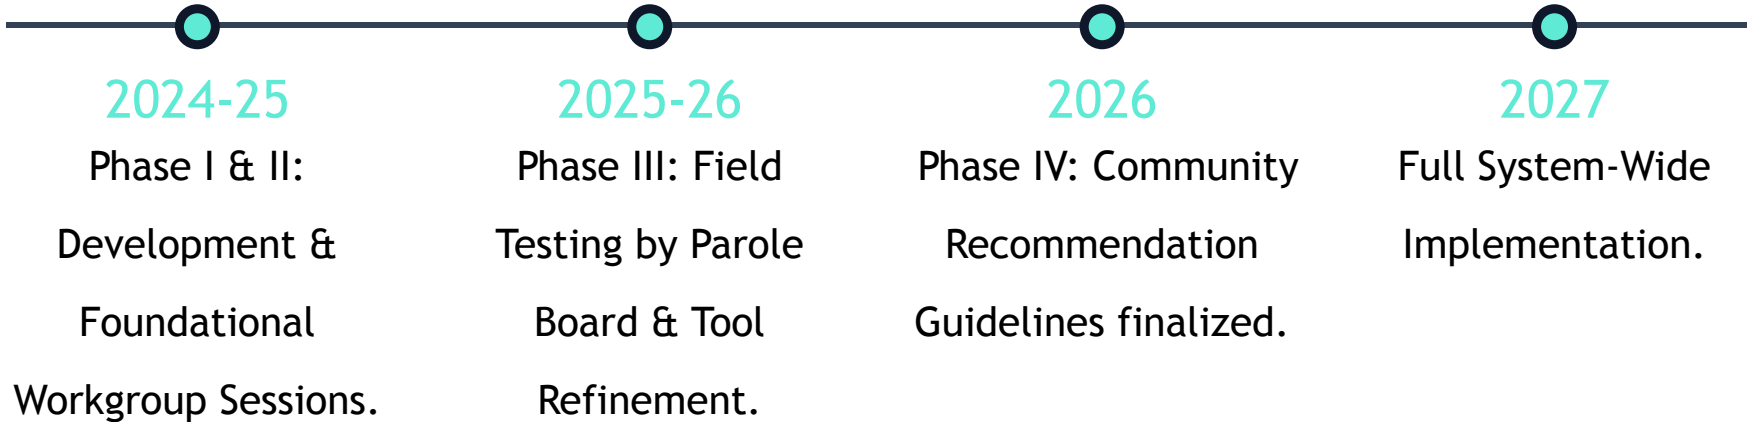 2024-25
Phase I & II:
Development &
Foundational
Workgroup Sessions.
2025-26
Phase III: Field
Testing by Parole
Board & Tool
Refinement.
2026
Phase IV: Community
Recommendation
Guidelines finalized.
2027
Full System-Wide
Implementation.